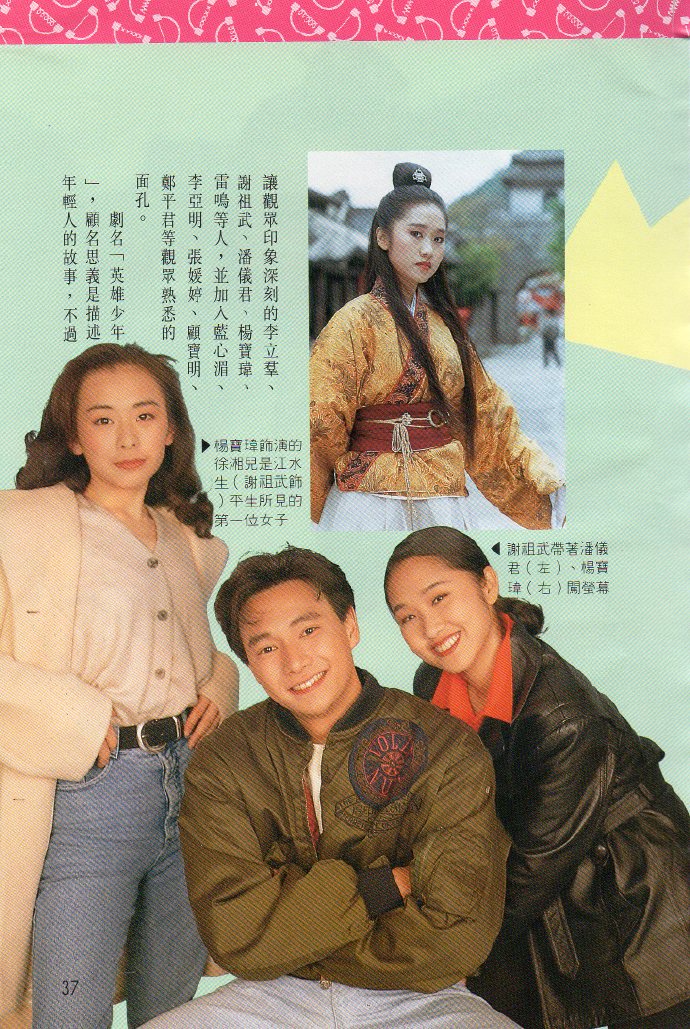 讓觀眾印象深刻的李立羣、
謝祖武、潘儀君、楊寶瑋、
雷鳴等人，並加入藍心湄、
李亞明、張媛婷、顧寶明、
鄭平君等觀眾熟悉的
面孔。
劇名「英雄少年
」，顧名思義是描述
年輕人的故事，不過
▶楊寶瑋飾演的
徐湘兒是江水
生（謝祖武飾
）平生所見的
第一位女子
◀謝祖武帶著潘儀
君（左）、楊寶
瑋（右）闖螢幕
37